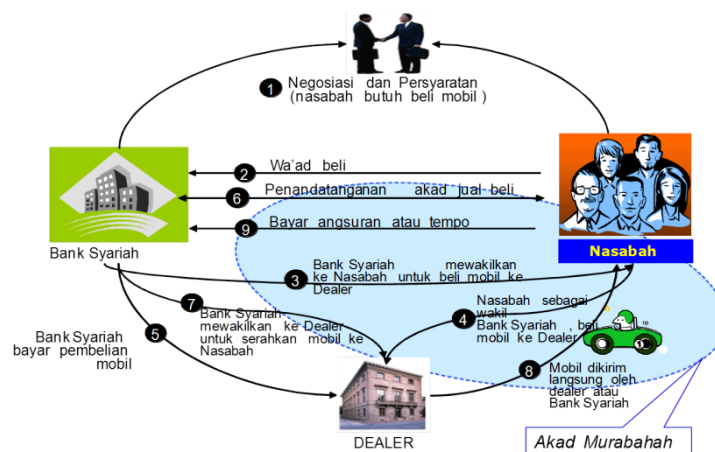 1 Negosiasi dan Persyaratan
(nasabah butuh beli mobil )
2 Wa'ad beli
6 Penandatanganan akad jual beli
9 Bayar angsuran atau tempo
Bank Syariah
Nasabah
3 Bank Syariah mewakilkan
ke Nasabah untuk beli mobil ke
Dealer
7 Bank Syariah
mewakilkan ke Dealer
untuk serahkan mobil ke
Nasabah
4 Nasabah sebagai
wakil
Bank Syariah , beli
mobil ke Dealer
Bank Syariah
bayar pembelian
mobil
5
8 Mobil dikirim
langsung oleh
dealer atau
Bank Syariah
DEALER
Akad Murabahah